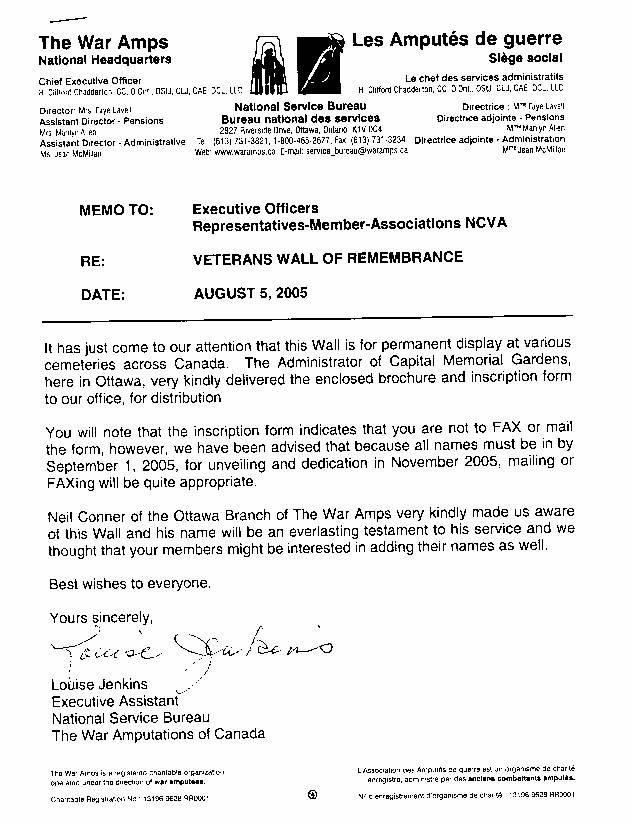 The War Amps
National Headquarters
Chief Executive Officer
H. Clifford Chadderton, CC, O.Ont., OStJ, CLJ, CAE, DCL, LLD
Director: Mrs. Faye Lavell
Assistant Director - Pensions
Mrs. Marilyn Allen
Assistant Director - Administrative
Ms. Jean McMillan
National Service Bureau
Bureau national des services
2827 Riverside Drive, Ottawa, Ontario K1V 0C4
Tel.: (613) 731-3821, 1-800-465-2677, Fax: (613) 731-3234
Web: www.waramps.ca E-mail: service_bureau@waramps.ca
Les Amputés de guerre
Siège social
Le chef des services administratifs
H. Clifford Chadderton, CC, O.Ont., OStJ, CLJ, CAE, DCL, LLD
Directrice : Mme Faye Lavell
Directrice adjointe - Pensions
Mme Marilyn Allen
Directrice adjointe - Administration
Mme Jean McMillan
MEMO TO: Executive Officers
Representatives-Member-Associations NCVA
RE: VETERANS WALL OF REMEMBRANCE
DATE: AUGUST 5, 2005
It has just come to our attention that this Wall is for permanent display at various
cemeteries across Canada. The Administrator of Capital Memorial Gardens,
here in Ottawa, very kindly delivered the enclosed brochure and inscription form
to our office, for distribution
You will note that the inscription form indicates that you are not to FAX or mail
the form, however, we have been advised that because all names must be in by
September 1, 2005, for unveiling and dedication in November 2005, mailing or
FAXing will be quite appropriate.
Neil Conner of the Ottawa Branch of The War Amps very kindly made us aware
of this Wall and his name will be an everlasting testament to his service and we
thought that your members might be interested in adding their names as well.
Best wishes to everyone.
Yours sincerely,
Louise Jenkins
Louise Jenkins
Executive Assistant
National Service Bureau
The War Amputations of Canada
The War Amps is a registered charitable organization
operated under the direction of war amputees.
Charitable Registration No.: 13196 9628 RR0001
L'Association des Amputés de guerre est un organisme de charité
enregistré, administré par des anciens combattants amputés.
No d'enregistrement d'organisme de charité : 13196 9628 RR0001